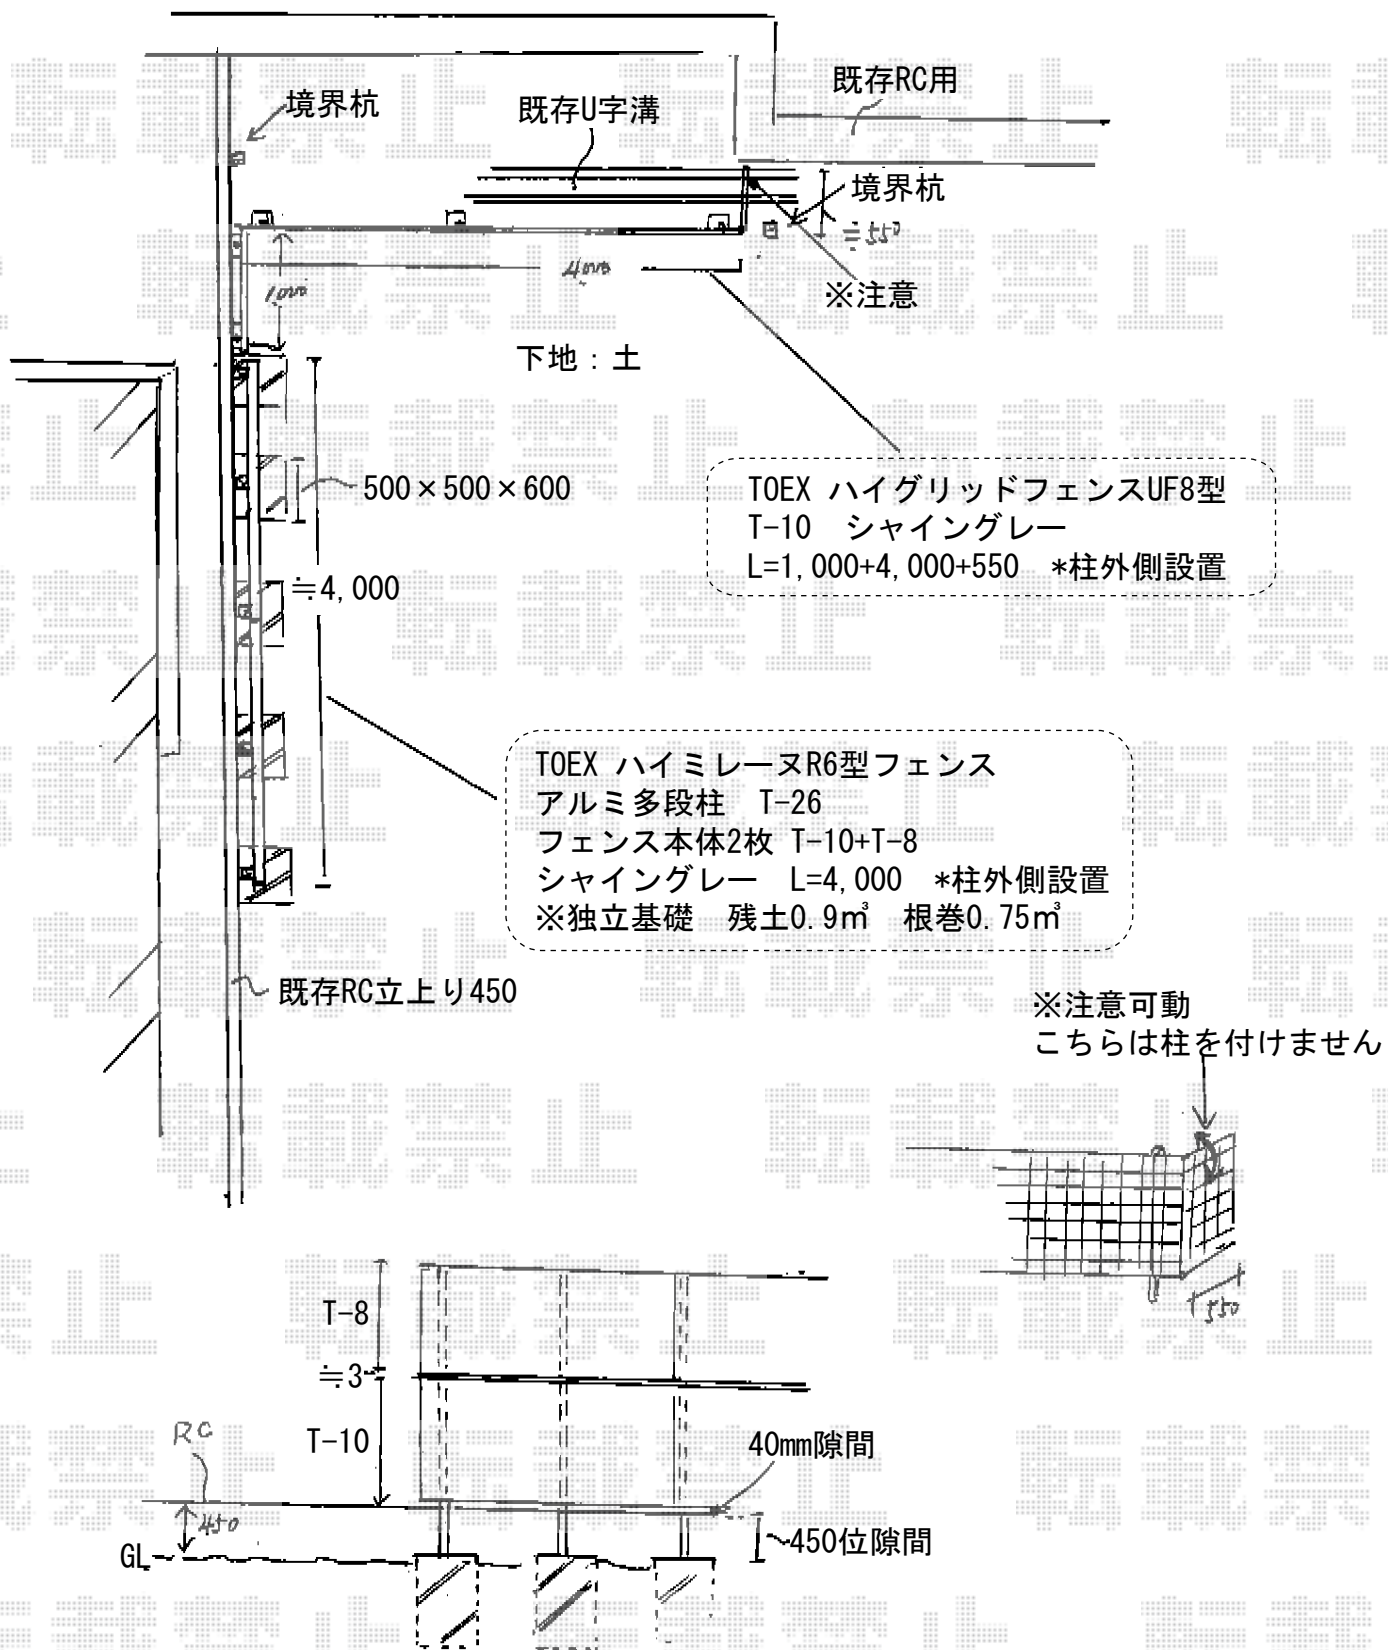 既存RC用
境界杭
既存U字溝
境界杭
≒550
4,000
1,000
※注意
下地：土
TOEX ハイグリッドフェンスUF8型
T-10　シャイングレー
L=1,000+4,000+550　*柱外側設置
500×500×600
≒4,000
TOEX ハイミレーヌR6型フェンス
アルミ多段柱　T-26
フェンス本体2枚 T-10+T-8
シャイングレー　L=4,000　*柱外側設置
※独立基礎　残土0.9㎥　根巻0.75㎥
既存RC立上り450
※注意可動
こちらは柱を付けません
550
T-8
≒3
T-10
RC
40mm隙間
450
450位隙間
GL
転載禁止